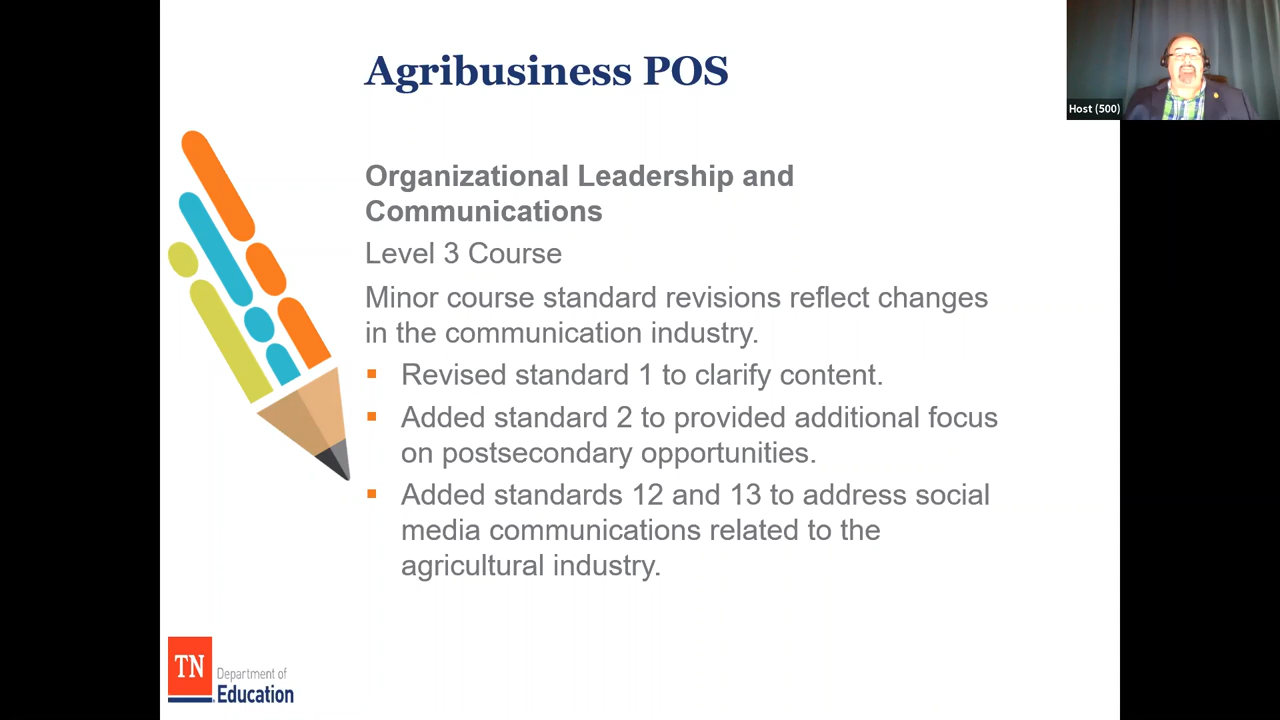 Agribusiness POS
Host (500)
Organizational Leadership and
Communications
Level 3 Course
Minor course standard revisions reflect changes
in the communication industry.
Revised standard 1 to clarify content.
Added standard 2 to provided additional focus
on postsecondary opportunities.
Added standards 12 and 13 to address social
media communications related to the
agricultural industry.
TN
Department of
Education